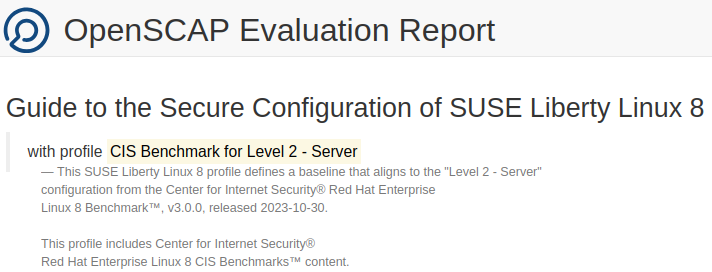 OpenSCAP Evaluation Report
Guide to the Secure Configuration of SUSE Liberty Linux 8
with profile CIS Benchmark for Level 2 - Server
— This SUSE Liberty Linux 8 profile defines a baseline that aligns to the "Level 2 - Server"
configuration from the Center for Internet Security® Red Hat Enterprise
Linux 8 Benchmark™, v3.0.0, released 2023-10-30.
This profile includes Center for Internet Security®
Red Hat Enterprise Linux 8 CIS Benchmarks™ content.